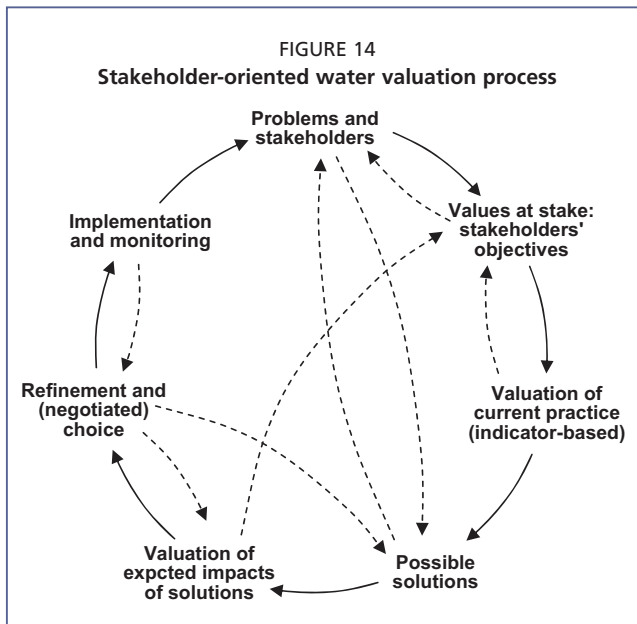 FIGURE 14
Stakeholder-oriented water valuation process
Problems and
stakeholders
Values at stake:
stakeholders'
objectives
Valuation of
current practice
(indicator-based)
Possible
solutions
Valuation of
expcted impacts
of solutions
Refinement and
(negotiated)
choice
Implementation
and monitoring